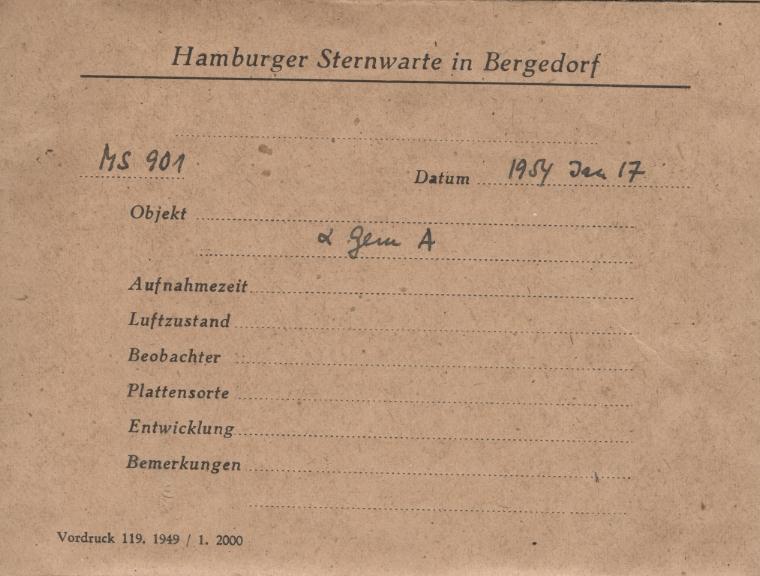 Hamburger Sternwarte in Bergedorf
MS 901 Datum 1954 Jan 17
Objekt
α Gem A
Aufnahmezeit
Luftzustand
Beobachter
Plattensorte
Entwicklung
Bemerkungen
Vordruck 119. 1949 / 1. 2000